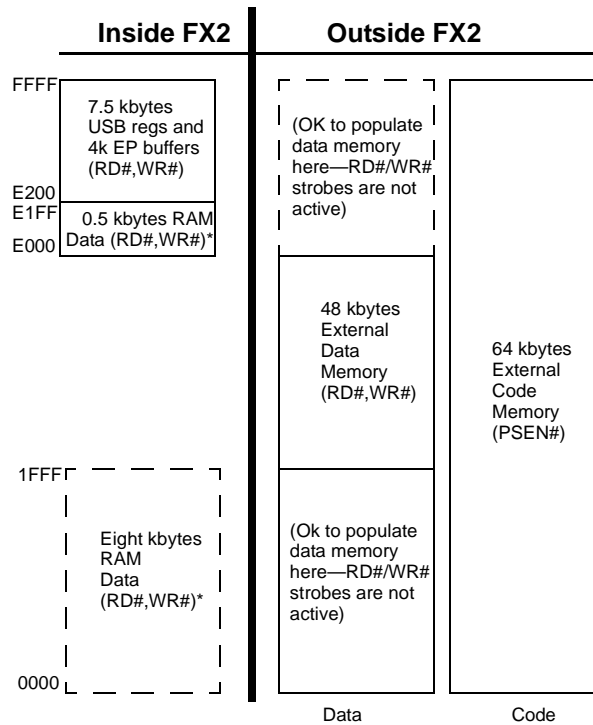 Inside FX2
Outside FX2
FFFF
7.5 kbytes
USB regs and
4k EP buffers
(RD#,WR#)
E200
E1FF
0.5 kbytes RAM
Data (RD#,WR#)*
E000
(OK to populate
data memory
here—RD#/WR#
strobes are not
active)
48 kbytes
External
Data
Memory
(RD#,WR#)
64 kbytes
External
Code
Memory
(PSEN#)
1FFF
Eight kbytes
RAM
Data
(RD#,WR#)*
(Ok to populate
data memory
here—RD#/WR#
strobes are not
active)
0000
Data
Code